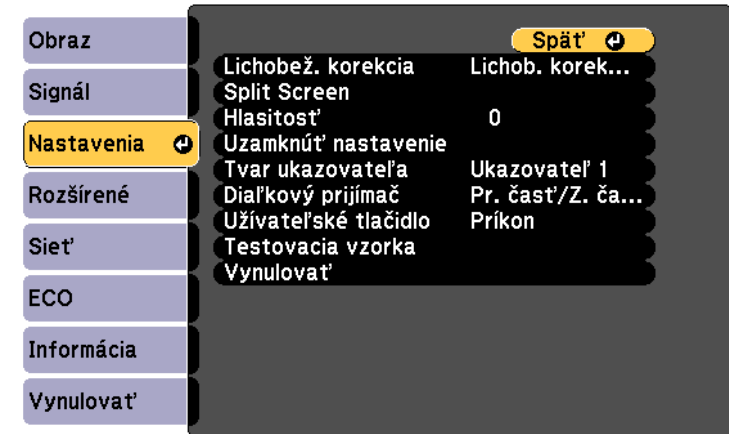 Obraz
Signál
Nastavenia
Rozšírené
Sieť
ECO
Informácia
Vynulovať
Späť
Lichobež. korekcia Lichob. korek...
Split Screen
Hlasitosť 0
Uzamknúť nastavenie
Tvar ukazovateľa Ukazovateľ 1
Diaľkový prijímač Pr. časť/Z. ča...
Užívateľské tlačidlo Príkon
Testovacia vzorka
Vynulovať